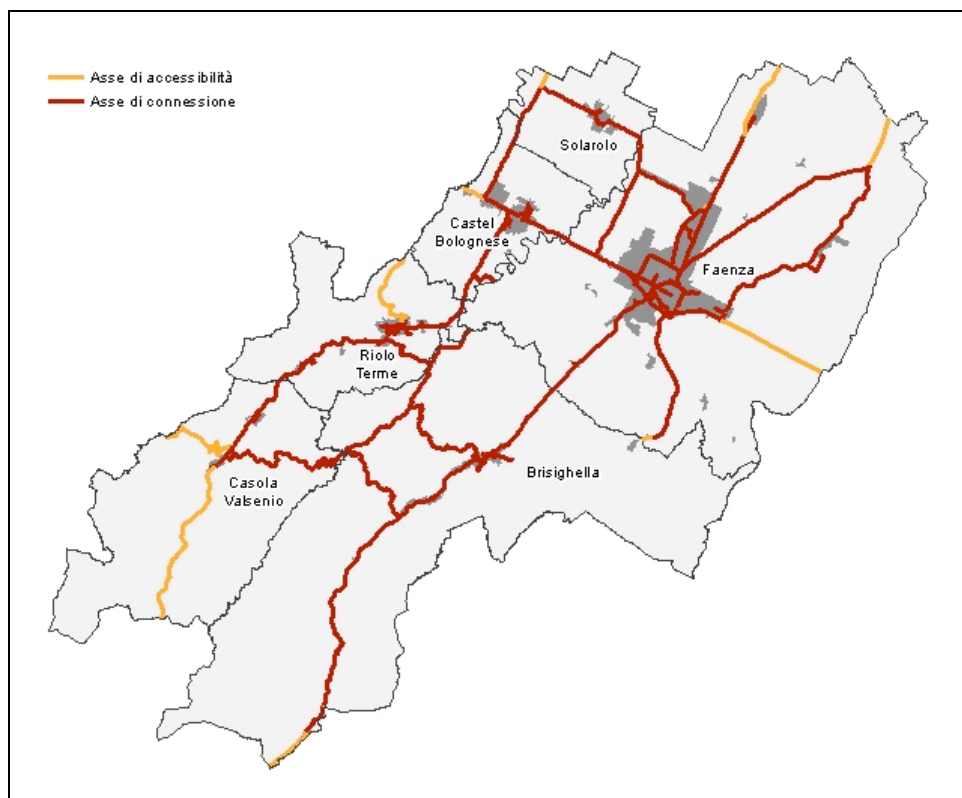 Asse di accessibilità
Asse di connessione
Solarolo
Castel
Bolognese
Faenza
Riolo
Terme
Brisighella
Casola
Valsenio